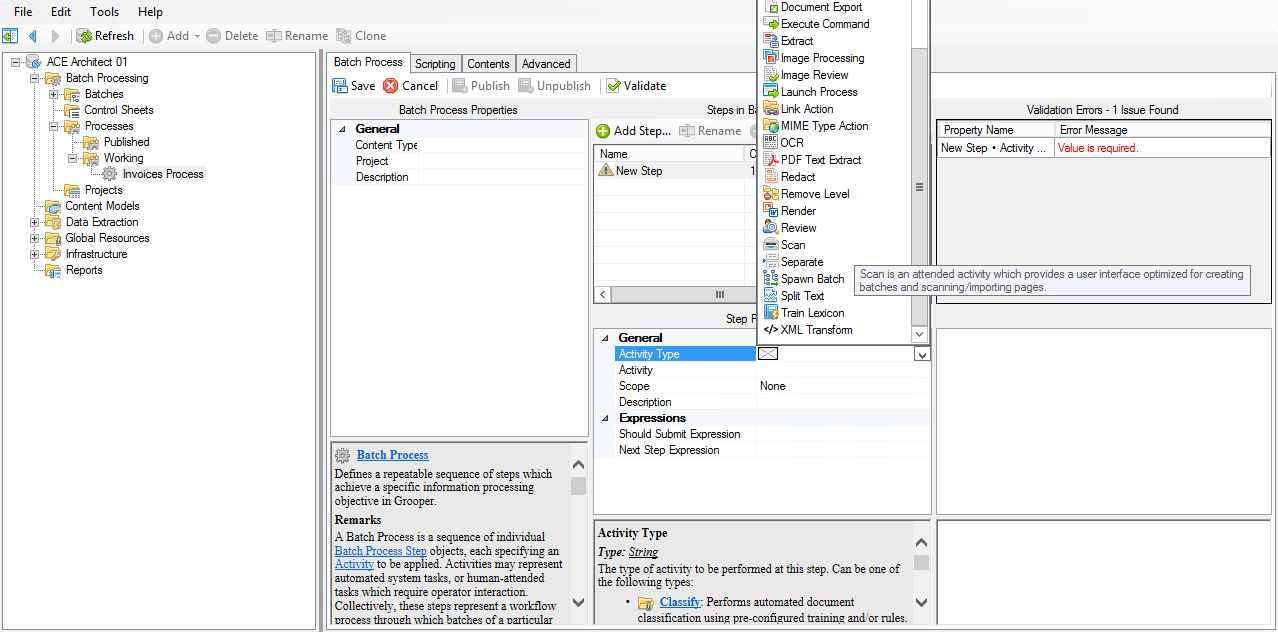 File Edit Tools Help
Refresh Add Delete Rename Clone
ACE Architect 01
Batch Processing
Batches
Control Sheets
Processes
Published
Working
Invoices Process
Projects
Content Models
Data Extraction
Global Resources
Infrastructure
Reports
Batch Process Scripting Contents Advanced
Save Cancel Publish Unpublish Validate
Batch Process Properties
General
Content Type
Project
Description
Batch Process
Defines a repeatable sequence of steps which
achieve a specific information processing
objective in Grooper.
Remarks
A Batch Process is a sequence of individual
Batch Process Step objects, each specifying an
Activity to be applied. Activities may represent
automated system tasks, or human-attended
tasks which require operator interaction.
Collectively, these steps represent a workflow
process through which batches of a particular
Steps in Ba
Add Step... Rename
Name
New Step 1
Document Export
Execute Command
Extract
Image Processing
Image Review
Launch Process
Link Action
MIME Type Action
ABC
OCR
PDF Text Extract
Redact
Remove Level
Render
Review
Scan
Separate
Spawn Batch
Split Text
Train Lexicon
</> XML Transform
Scan is an attended activity which provides a user interface optimized for creating
batches and scanning/importing pages.
General
Activity Type
Activity
Scope None
Description
Expressions
Should Submit Expression
Next Step Expression
Activity Type
Type: String
The type of activity to be performed at this step. Can be one of
the following types:
• Classify: Performs automated document
classification using pre-configured training and/or rules.
Validation Errors - 1 Issue Found
Property Name Error Message
New Step • Activity ... Value is required.